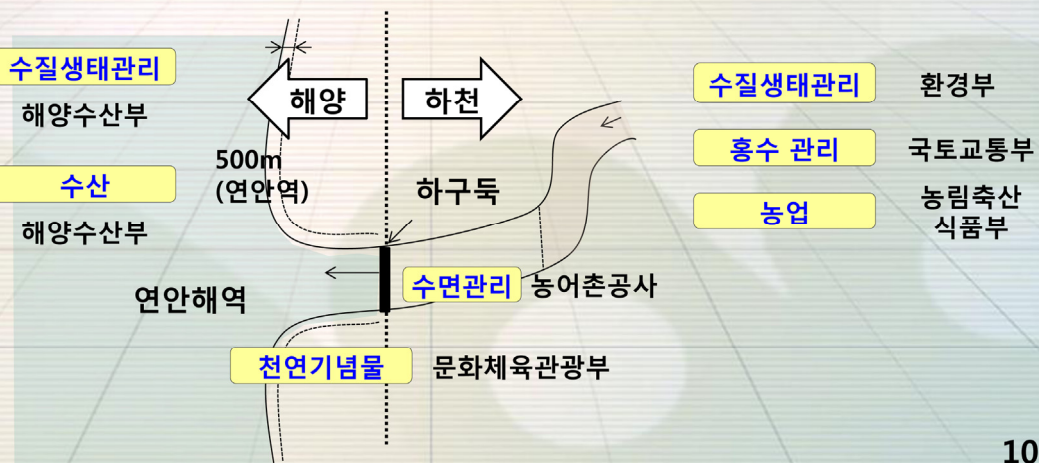 수질생태관리
해양수산부
수산
해양수산부
해양
하천
500m
(연안역)
하구둑
연안해역
수면관리 농어촌공사
천연기념물 문화체육관광부
수질생태관리 환경부
홍수 관리 국토교통부
농업 농림축산
식품부
10